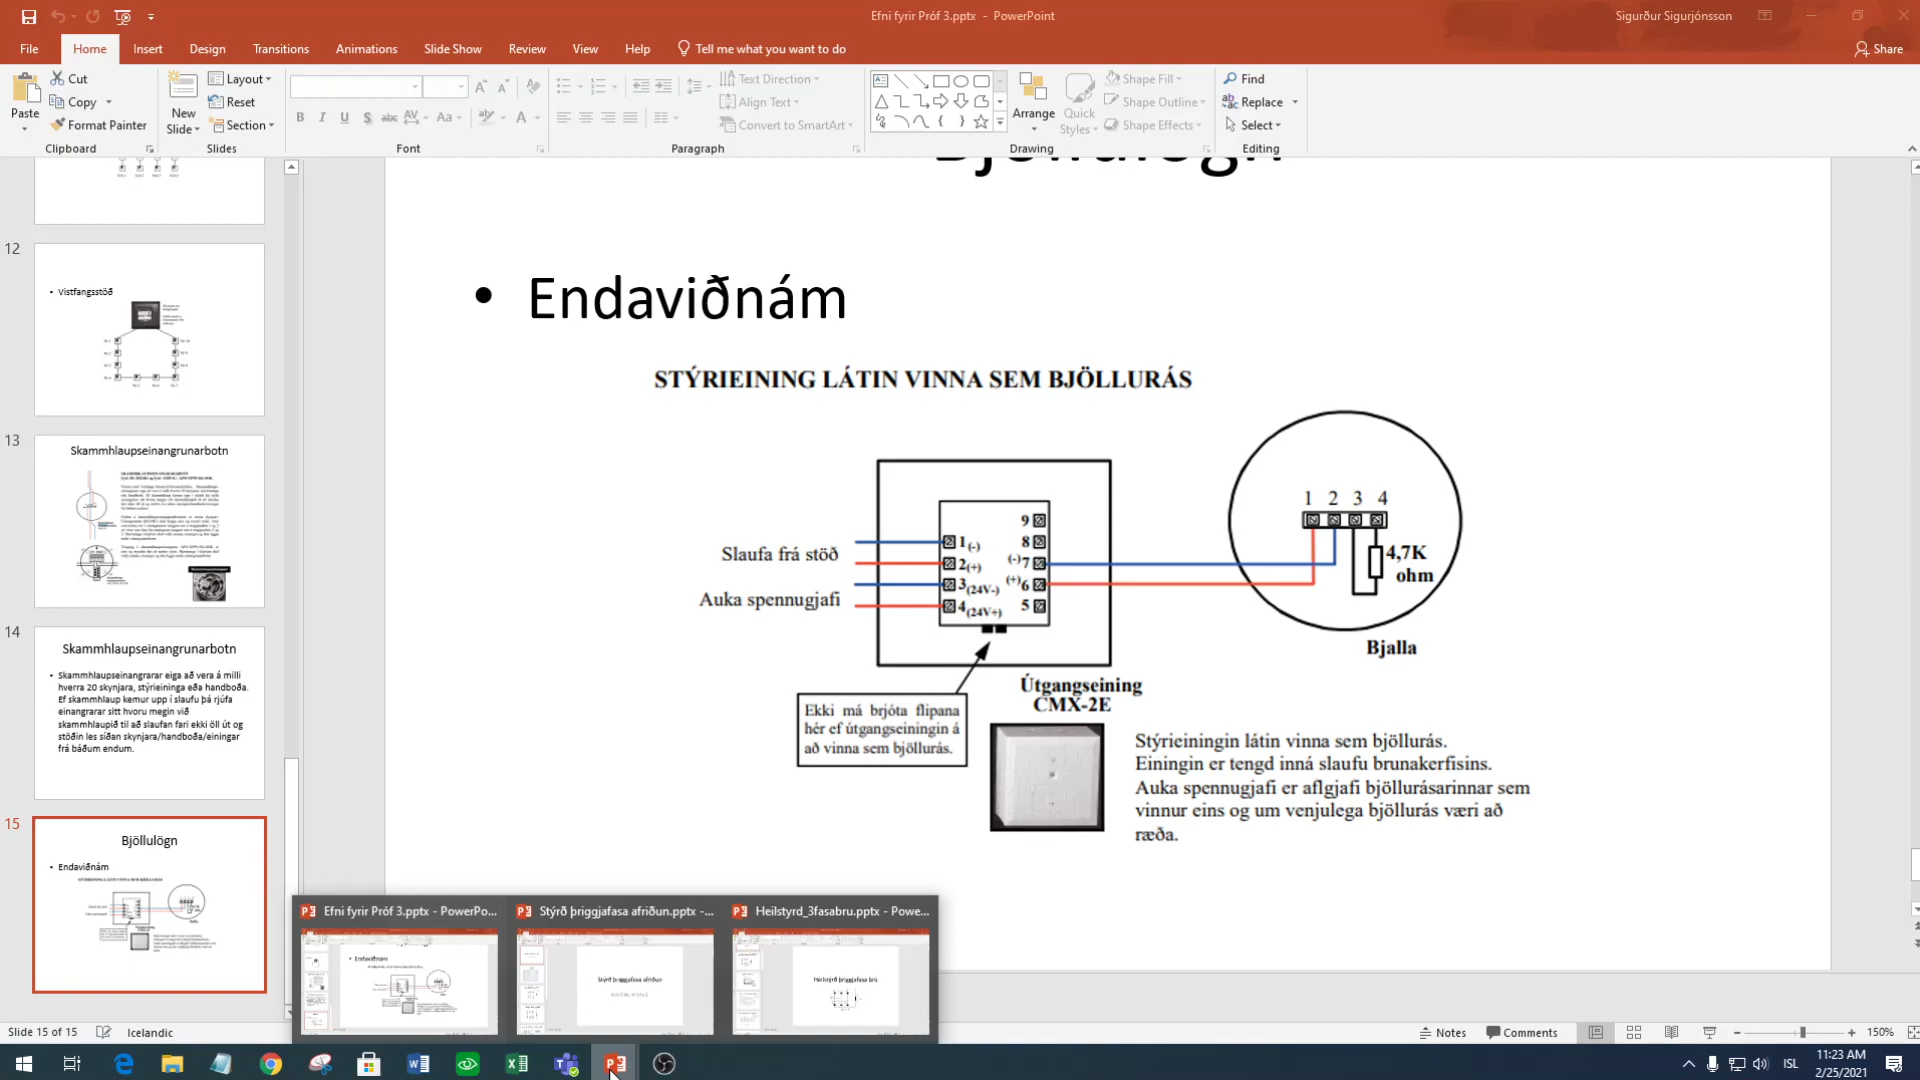 Efni fyrir Próf 3.pptx - PowerPoint
Sigurður Sigurjónsson
File Home Insert Design Transitions Animations Slide Show Review View Help Tell me what you want to do Share
Cut
Copy
Format Painter
Paste
Clipboard
New Slide
Layout
Reset
Section
Slides
Font
Text Direction
Align Text
Convert to SmartArt
Paragraph
Arrange
Quick Styles
Shape Fill
Shape Outline
Shape Effects
Drawing
Find
Replace
Select
Editing
12
• Vistfangsstöð
13
Skammhlaupseinangrunarbotn
14
Skammhlaupseinangrunarbotn
• Skammhlaupseinangrarar eiga að vera á milli
hverra 20 skynjara, stýrieininga eða handboða.
Ef skammhlaup kemur upp í slaufu þá rjúfa
einangrarar sitt hvoru megin við
skammhlaupið til að slaufan fari ekki öll út og
stöðin les síðan skynjara/handboða/einingar
frá báðum endum.
15
Bjöllulögn
• Endaviðnám
Bjöllulögn
• Endaviðnám
STÝRIEINING LÁTIN VINNA SEM BJÖLLURÁS
Slaufa frá stöð
Auka spennugjafi
1 (-)
2 (+)
3 (24V-)
4 (24V+)
9
8
(-) 7
(+) 6
5
1 2 3 4
4,7K
ohm
Bjalla
Útgangseining
CMX-2E
Ekki má brjóta flipana
hér ef útgangseiningin á
að vinna sem bjöllurás.
Stýrieiningin látin vinna sem bjöllurás.
Einingin er tengd inná slaufu brunakerfisins.
Auka spennugjafi er aflgjafi bjöllurásarinnar sem
vinnur eins og um venjulega bjöllurás væri að
ræða.
Efni fyrir Próf 3.pptx - PowerPo...
Stýrð þriggjafasa afriðun.pptx -...
Heilstyrd_3fasabru.pptx - Powe...
Endaviðnám
Stýrð þriggjafasa afriðun
Heilstýrð þriggjafasa brú
Slide 15 of 15
Icelandic
Notes
Comments
150%
ISL
11:23 AM
2/25/2021